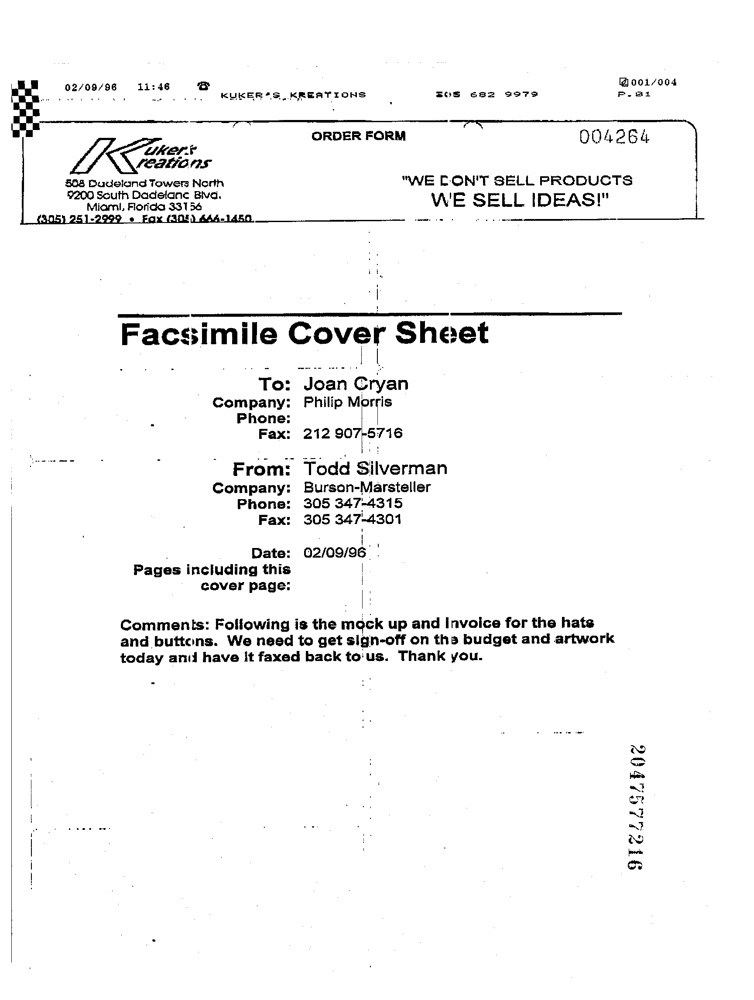 02/09/96 11:46 ☎ KUKER'S KREATIONS 305 682 9979 001/004
P.01
ORDER FORM 004264
Kuker's
Kreations
508 Dadeland Towers North
9200 South Dadeland Blvd.
Miami, Florida 33156
(305) 251-2999 • Fax (305) 666-1450
"WE DON'T SELL PRODUCTS
WE SELL IDEAS!"
Facsimile Cover Sheet
To: Joan Cryan
Company: Philip Morris
Phone:
Fax: 212 907-5716
From: Todd Silverman
Company: Burson-Marsteller
Phone: 305 347-4315
Fax: 305 347-4301
Date: 02/09/96
Pages including this
cover page:
Comments: Following is the mock up and invoice for the hats
and buttons. We need to get sign-off on the budget and artwork
today and have it faxed back to us. Thank you.
2047577216